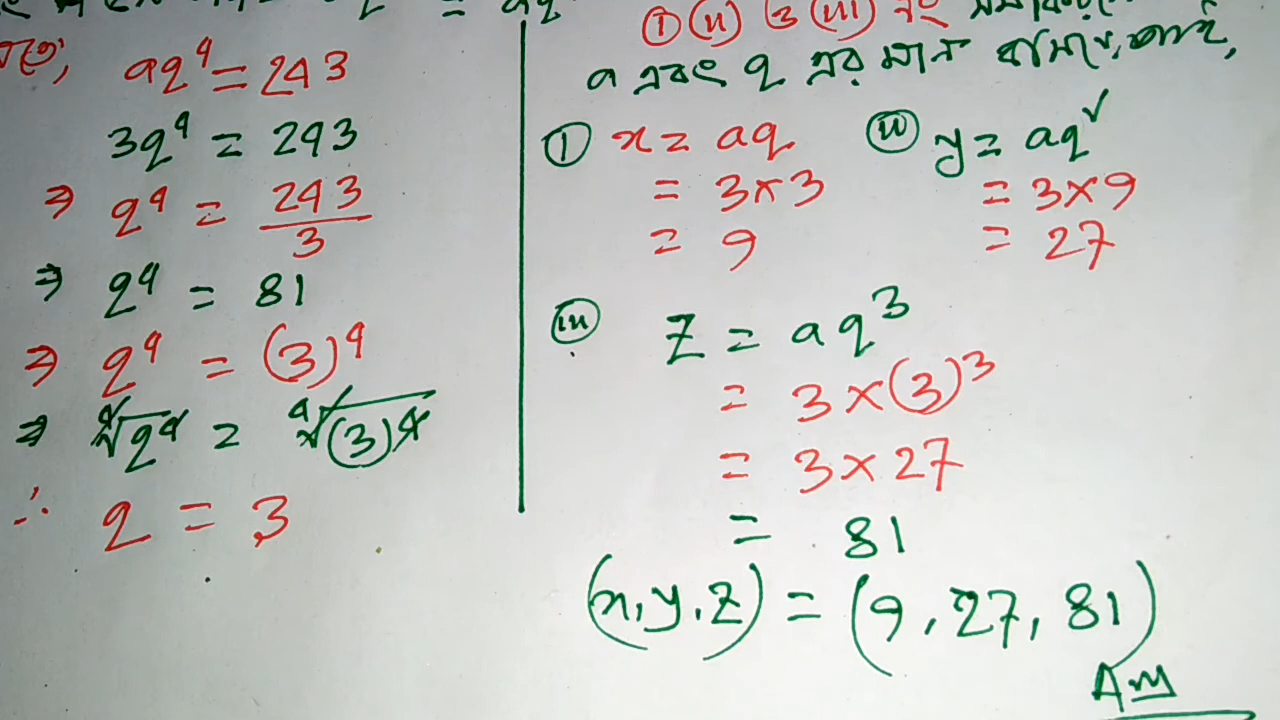 aq⁴ = 243
3q⁴ = 243
⇒ q⁴ = 243/3
⇒ q⁴ = 81
⇒ q⁴ = (3)⁴
⇒ ⁴√q⁴ = ⁴√(3)⁴
∴ q = 3
(i) (ii) ও (iii) নং
a এবং q এর মান
(i) x = aq
= 3×3
= 9
(ii) y = aq²
= 3×9
= 27
(iii) z = aq³
= 3×(3)³
= 3×27
= 81
(x, y, z) = (9, 27, 81)
Ans